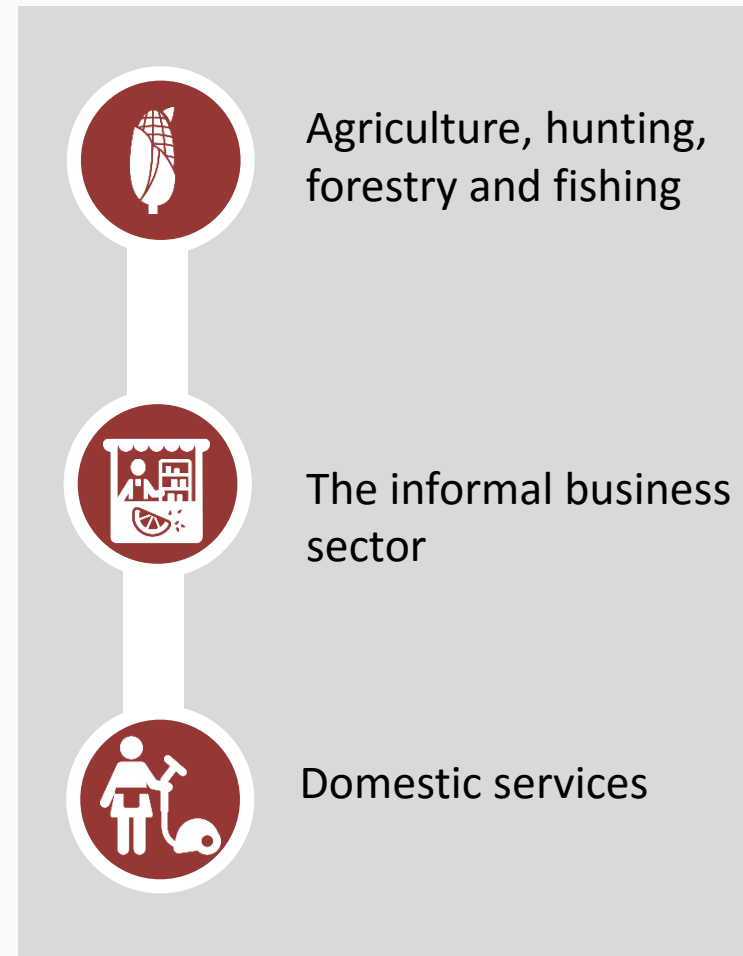 Agriculture, hunting,
forestry and fishing
The informal business
sector
Domestic services